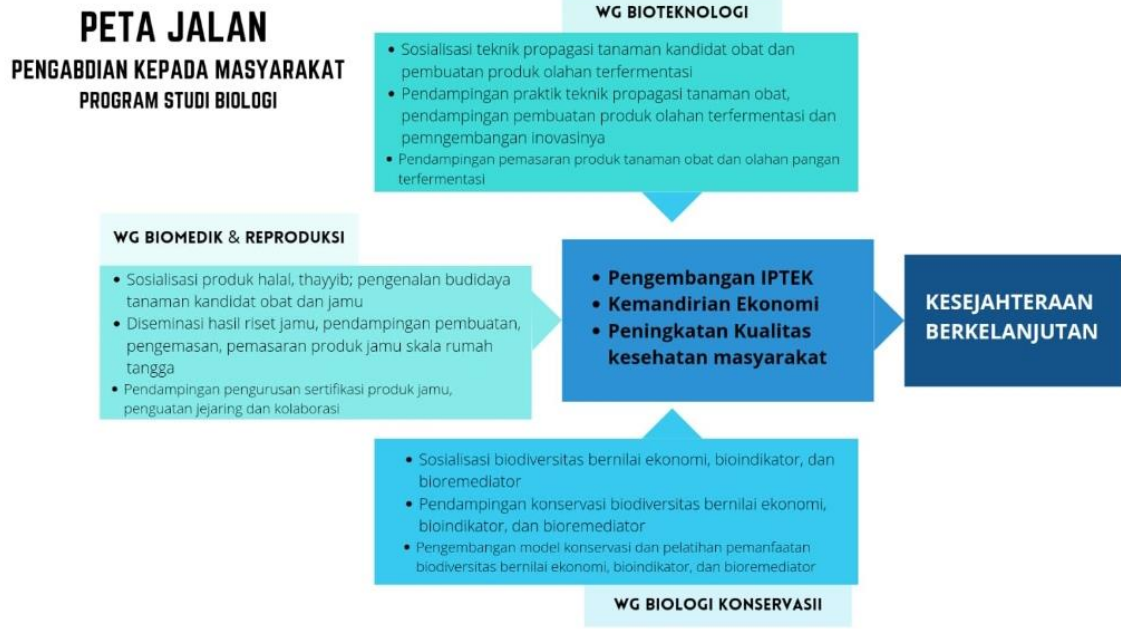 PETA JALAN
PENGABDIAN KEPADA MASYARAKAT
PROGRAM STUDI BIOLOGI
WG BIOTEKNOLOGI
• Sosialisasi teknik propagasi tanaman kandidat obat dan
pembuatan produk olahan terfermentasi
• Pendampingan praktik teknik propagasi tanaman obat,
pendampingan pembuatan produk olahan terfermentasi dan
pemngembangan inovasinya
• Pendampingan pemasaran produk tanaman obat dan olahan pangan
terfermentasi
WG BIOMEDIK & REPRODUKSI
• Sosialisasi produk halal, thayyib; pengenalan budidaya
tanaman kandidat obat dan jamu
• Diseminasi hasil riset jamu, pendampingan pembuatan,
pengemasan, pemasaran produk jamu skala rumah
tangga
• Pendampingan pengurusan sertifikasi produk jamu,
penguatan jejaring dan kolaborasi
• Pengembangan IPTEK
• Kemandirian Ekonomi
• Peningkatan Kualitas
kesehatan masyarakat
KESEJAHTERAAN
BERKELANJUTAN
• Sosialisasi biodiversitas bernilai ekonomi, bioindikator, dan
bioremediator
• Pendampingan konservasi biodiversitas bernilai ekonomi,
bioindikator, dan bioremediator
• Pengembangan model konservasi dan pelatihan pemanfaatan
biodiversitas bernilai ekonomi, bioindikator, dan bioremediator
WG BIOLOGI KONSERVASII